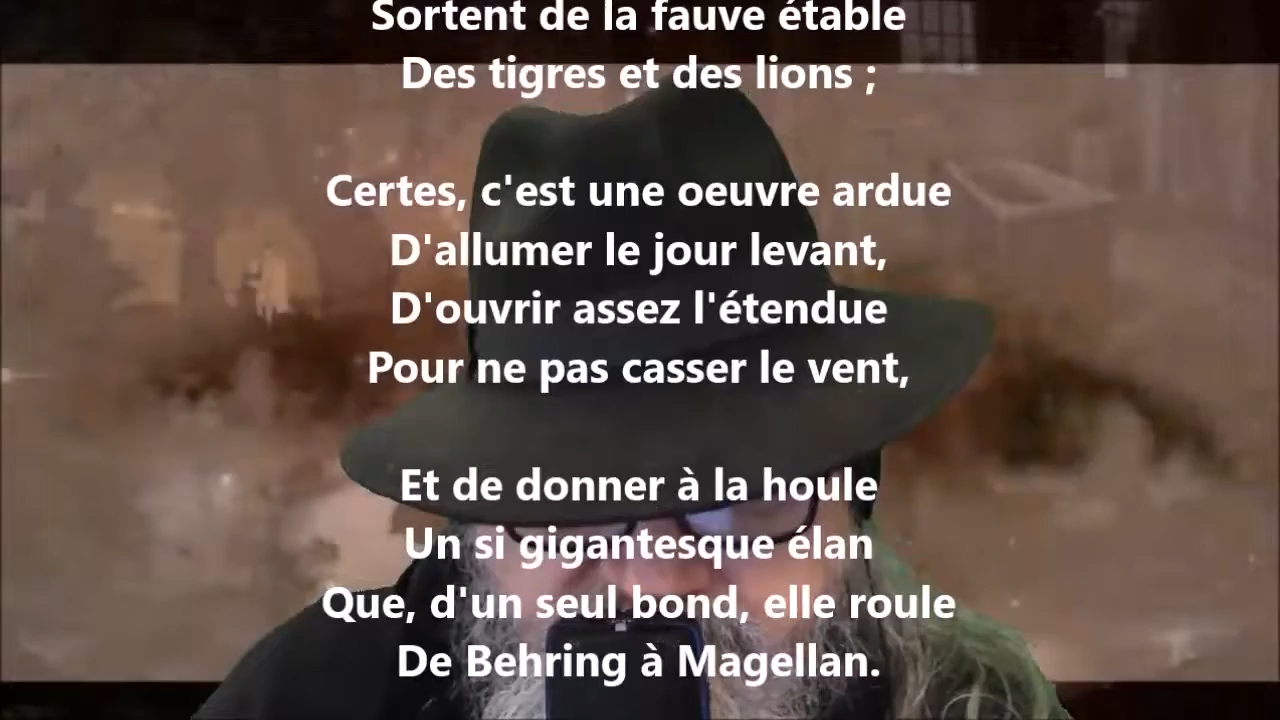 Sortent de la fauve étable
Des tigres et des lions ;
Certes, c'est une oeuvre ardue
D'allumer le jour levant,
D'ouvrir assez l'étendue
Pour ne pas casser le vent,
Et de donner à la houle
Un si gigantesque élan
Que, d'un seul bond, elle roule
De Behring à Magellan.